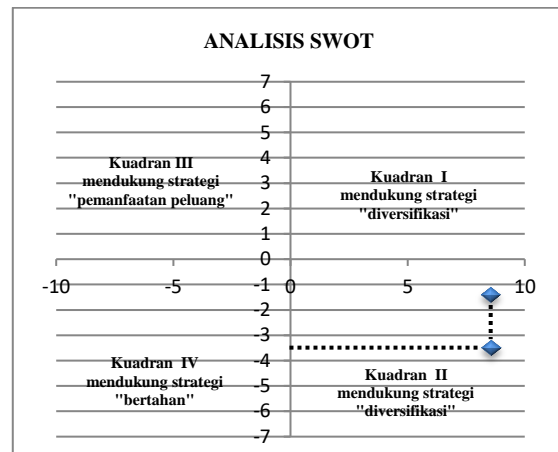 ANALISIS SWOT
7
6
5
4
3
2
1
0
-1
-2
-3
-4
-5
-6
-7
-10
-5
0
5
10
Kuadran III
mendukung strategi
"pemanfaatan peluang"
Kuadran I
mendukung strategi
"diversifikasi"
Kuadran IV
mendukung strategi
"bertahan"
Kuadran II
mendukung strategi
"diversifikasi"